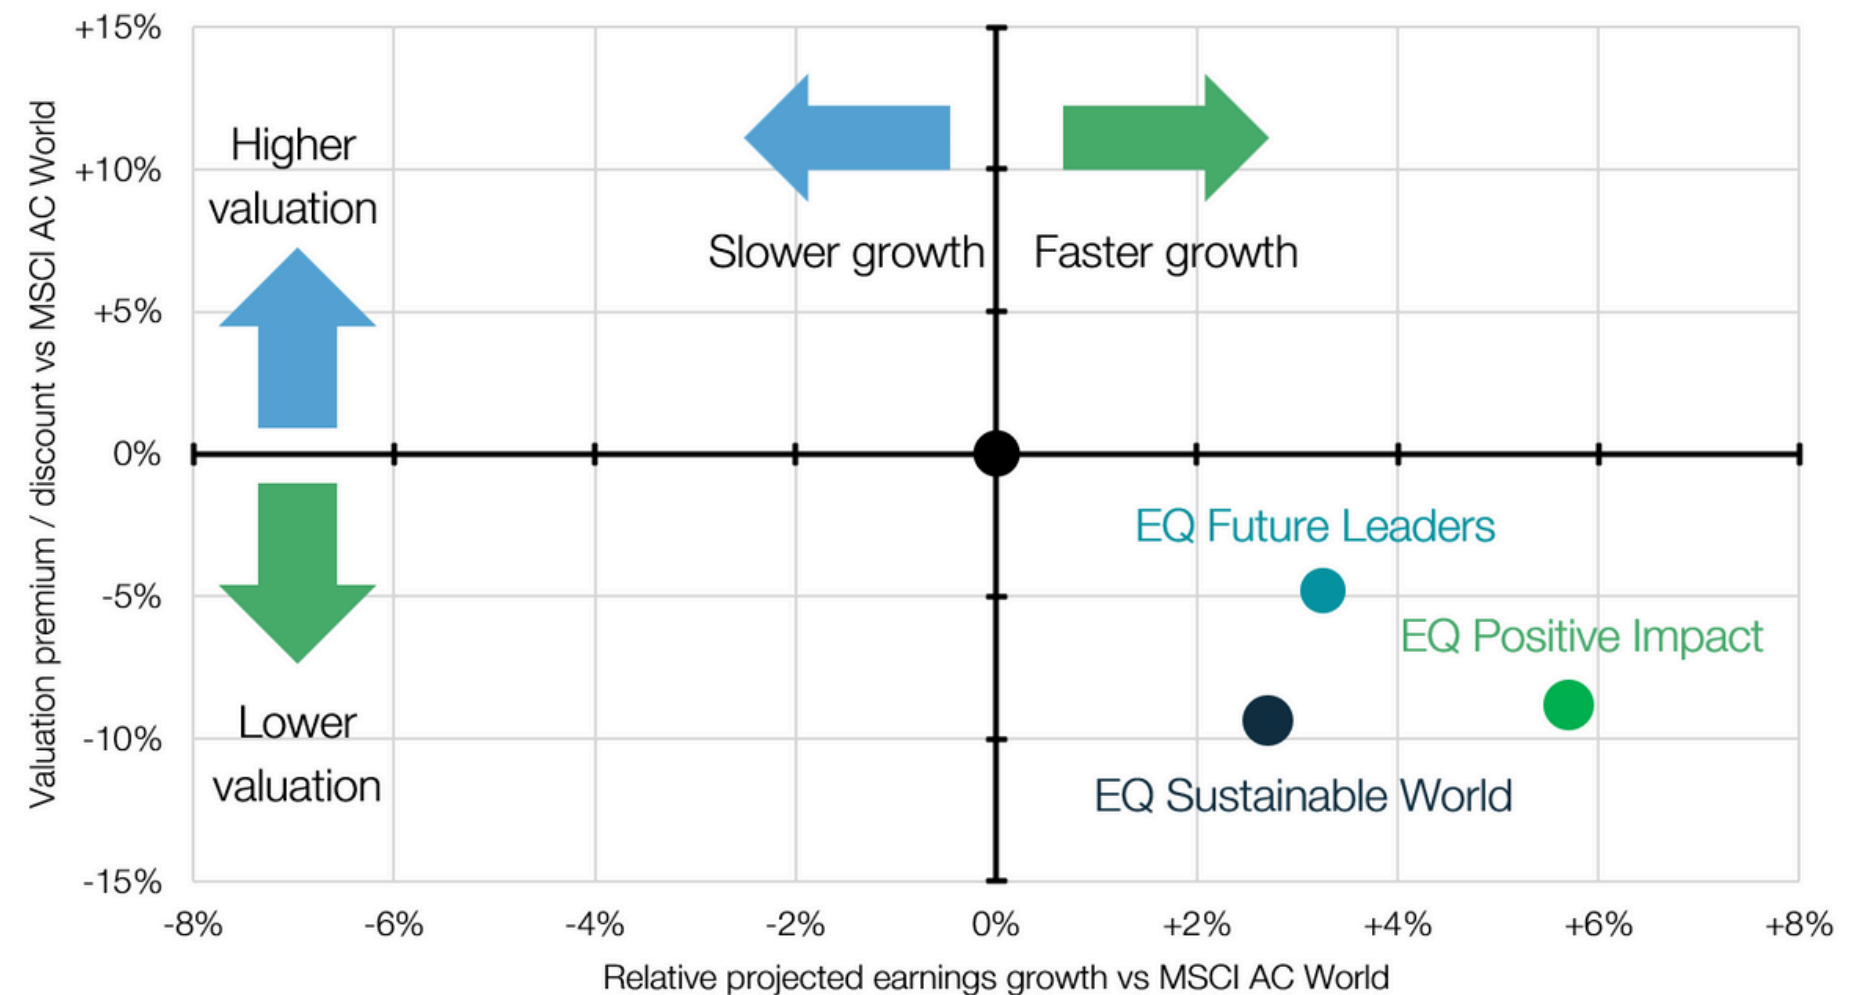 +15%
+10%
+5%
0%
-5%
-10%
-15%
Valuation premium / discount vs MSCI AC World
Higher
valuation
Slower growth
Faster growth
Lower
valuation
EQ Future Leaders
EQ Positive Impact
EQ Sustainable World
-8%
-6%
-4%
-2%
0%
+2%
+4%
+6%
+8%
Relative projected earnings growth vs MSCI AC World